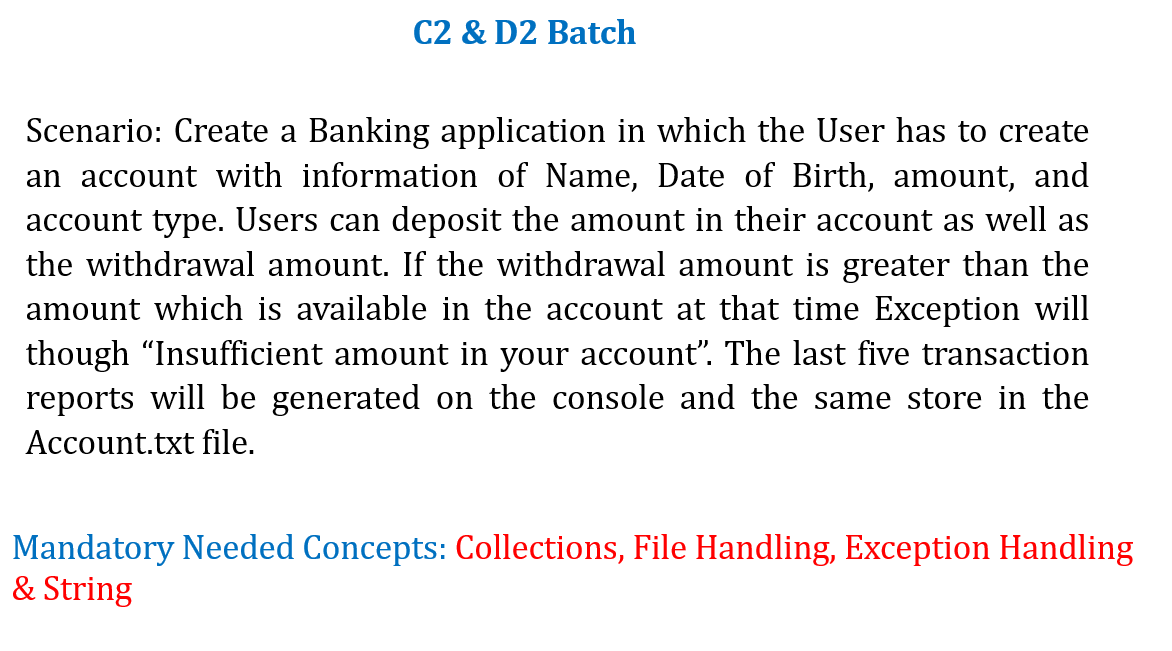 C2 & D2 Batch
Scenario: Create a Banking application in which the User has to create
an account with information of Name, Date of Birth, amount, and
account type. Users can deposit the amount in their account as well as
the withdrawal amount. If the withdrawal amount is greater than the
amount which is available in the account at that time Exception will
though “Insufficient amount in your account”. The last five transaction
reports will be generated on the console and the same store in the
Account.txt file.
Mandatory Needed Concepts: Collections, File Handling, Exception Handling
& String